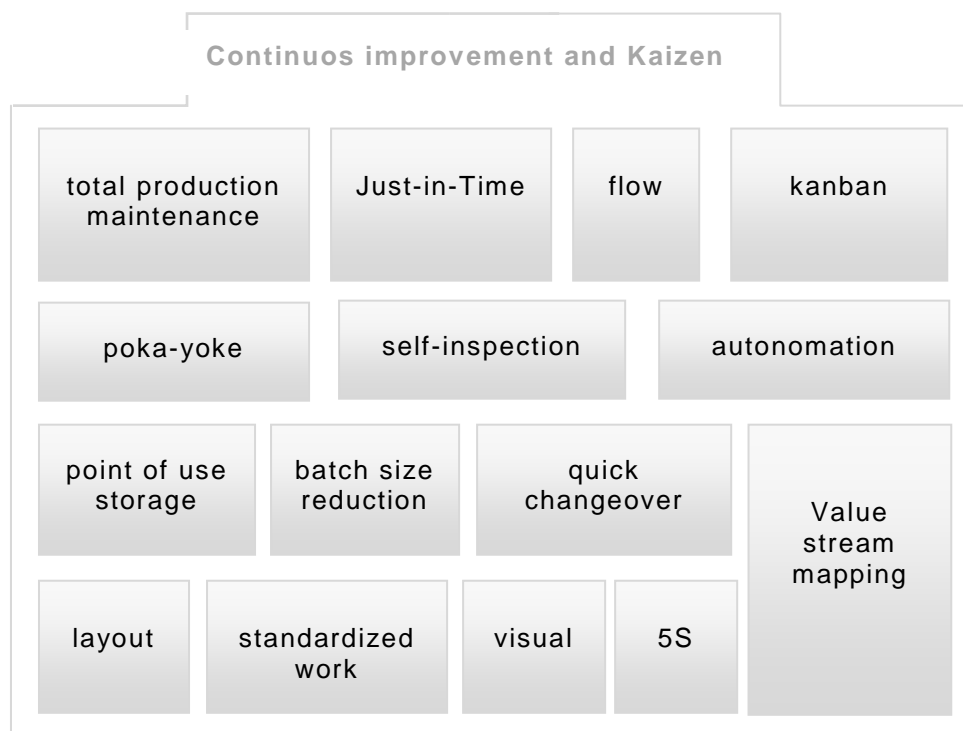 Continuos improvement and Kaizen
total production
maintenance
Just-in-Time
flow
kanban
poka-yoke
self-inspection
autonomation
point of use
storage
batch size
reduction
quick
changeover
Value
stream
mapping
layout
standardized
work
visual
5S